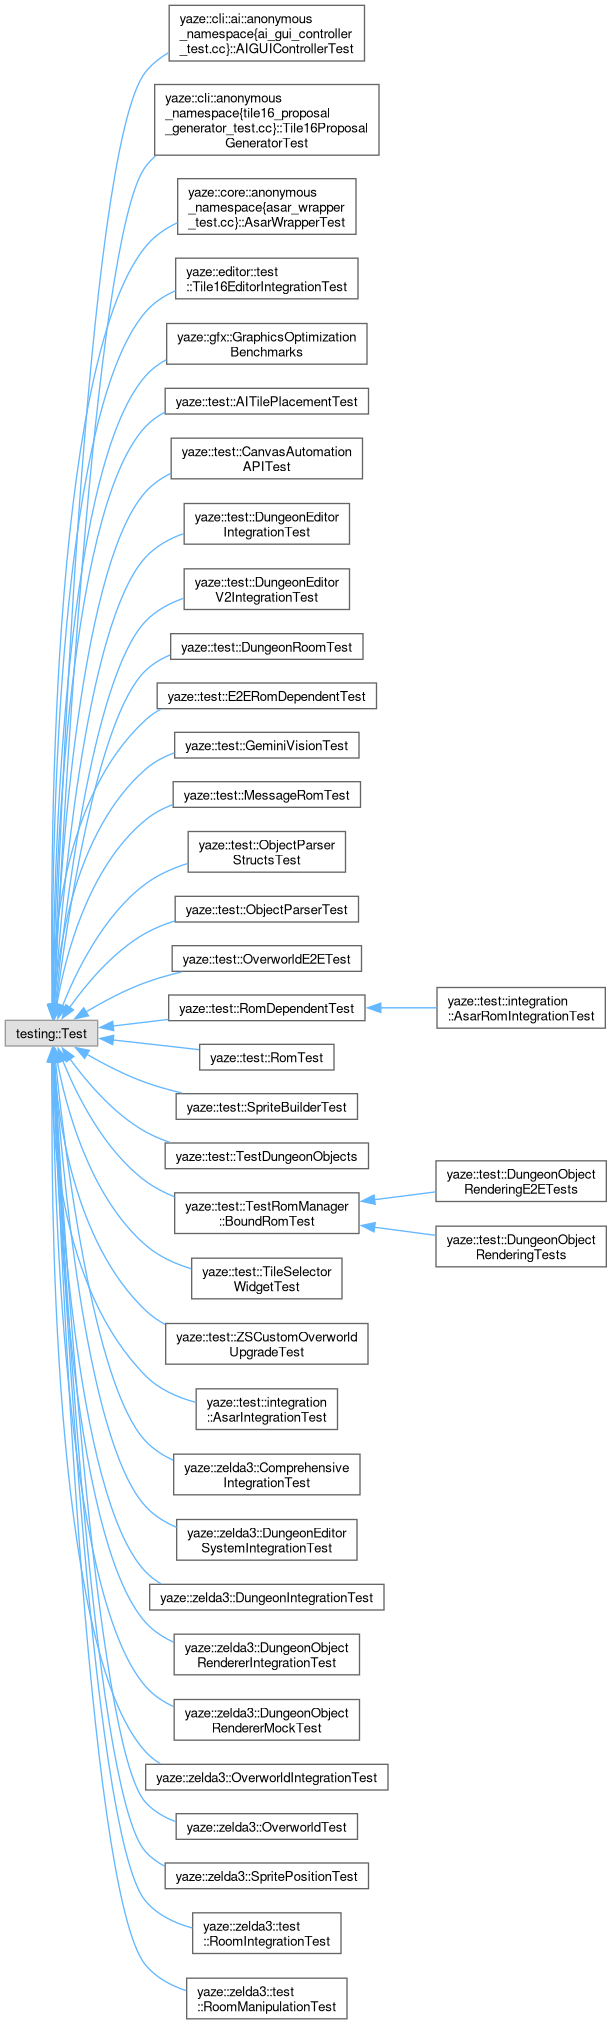 yaze::cli::ai::anonymous
_namespace{ai_gui_controller
_test.cc}::AIGUIControllerTest
yaze::cli::anonymous
_namespace{tile16_proposal
_generator_test.cc}::Tile16Proposal
GeneratorTest
yaze::core::anonymous
_namespace{asar_wrapper
_test.cc}::AsarWrapperTest
yaze::editor::test
::Tile16EditorIntegrationTest
yaze::gfx::GraphicsOptimization
Benchmarks
yaze::test::AITilePlacementTest
yaze::test::CanvasAutomation
APITest
yaze::test::DungeonEditor
IntegrationTest
yaze::test::DungeonEditor
V2IntegrationTest
yaze::test::DungeonRoomTest
yaze::test::E2ERomDependentTest
yaze::test::GeminiVisionTest
yaze::test::MessageRomTest
yaze::test::ObjectParser
StructsTest
yaze::test::ObjectParserTest
yaze::test::OverworldE2ETest
yaze::test::RomDependentTest
yaze::test::integration
::AsarRomIntegrationTest
testing::Test
yaze::test::RomTest
yaze::test::SpriteBuilderTest
yaze::test::TestDungeonObjects
yaze::test::TestRomManager
::BoundRomTest
yaze::test::DungeonObject
RenderingE2ETests
yaze::test::DungeonObject
RenderingTests
yaze::test::TileSelector
WidgetTest
yaze::test::ZSCustomOverworld
UpgradeTest
yaze::test::integration
::AsarIntegrationTest
yaze::zelda3::Comprehensive
IntegrationTest
yaze::zelda3::DungeonEditor
SystemIntegrationTest
yaze::zelda3::DungeonIntegrationTest
yaze::zelda3::DungeonObject
RendererIntegrationTest
yaze::zelda3::DungeonObject
RendererMockTest
yaze::zelda3::OverworldIntegrationTest
yaze::zelda3::OverworldTest
yaze::zelda3::SpritePositionTest
yaze::zelda3::test
::RoomIntegrationTest
yaze::zelda3::test
::RoomManipulationTest